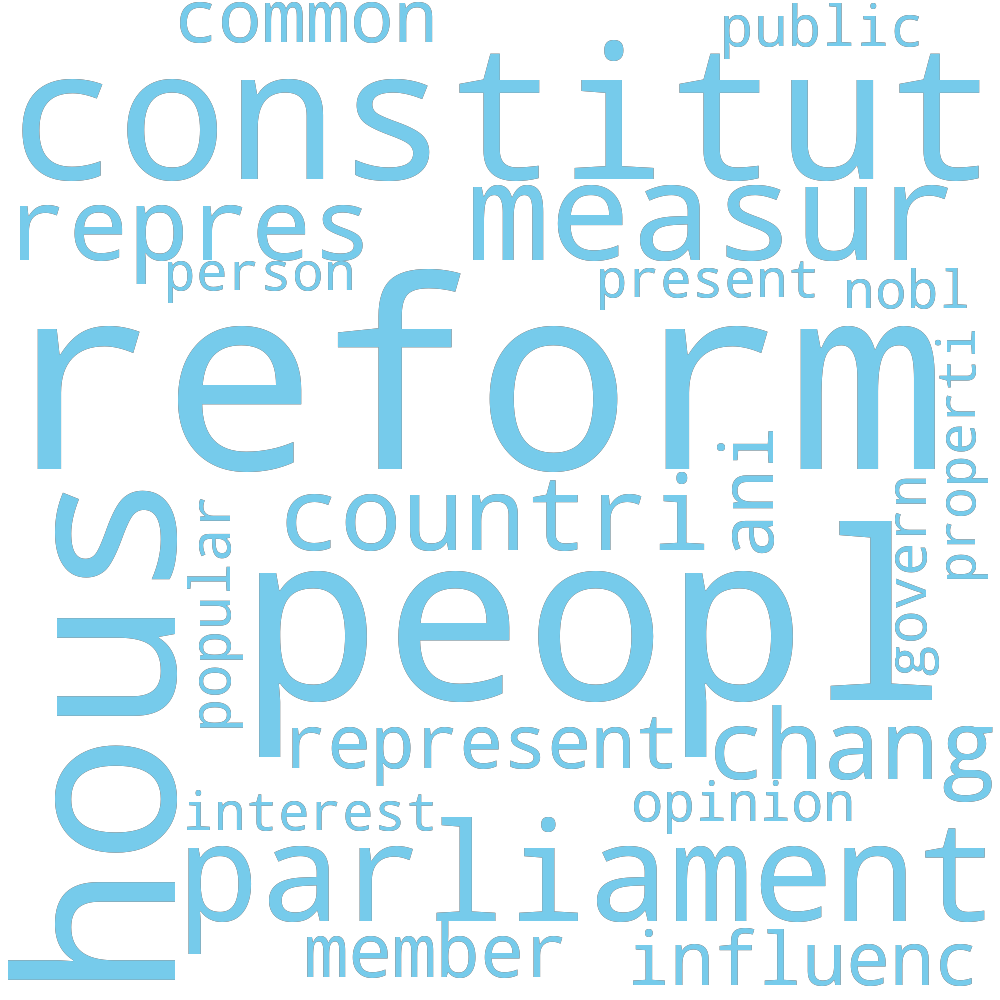 common
public
constitut
repres
measur
person
present
nobl
reform
properti
ani
countri
govern
popular
hous
peopl
represent
chang
interest
opinion
parliament
member
influenc